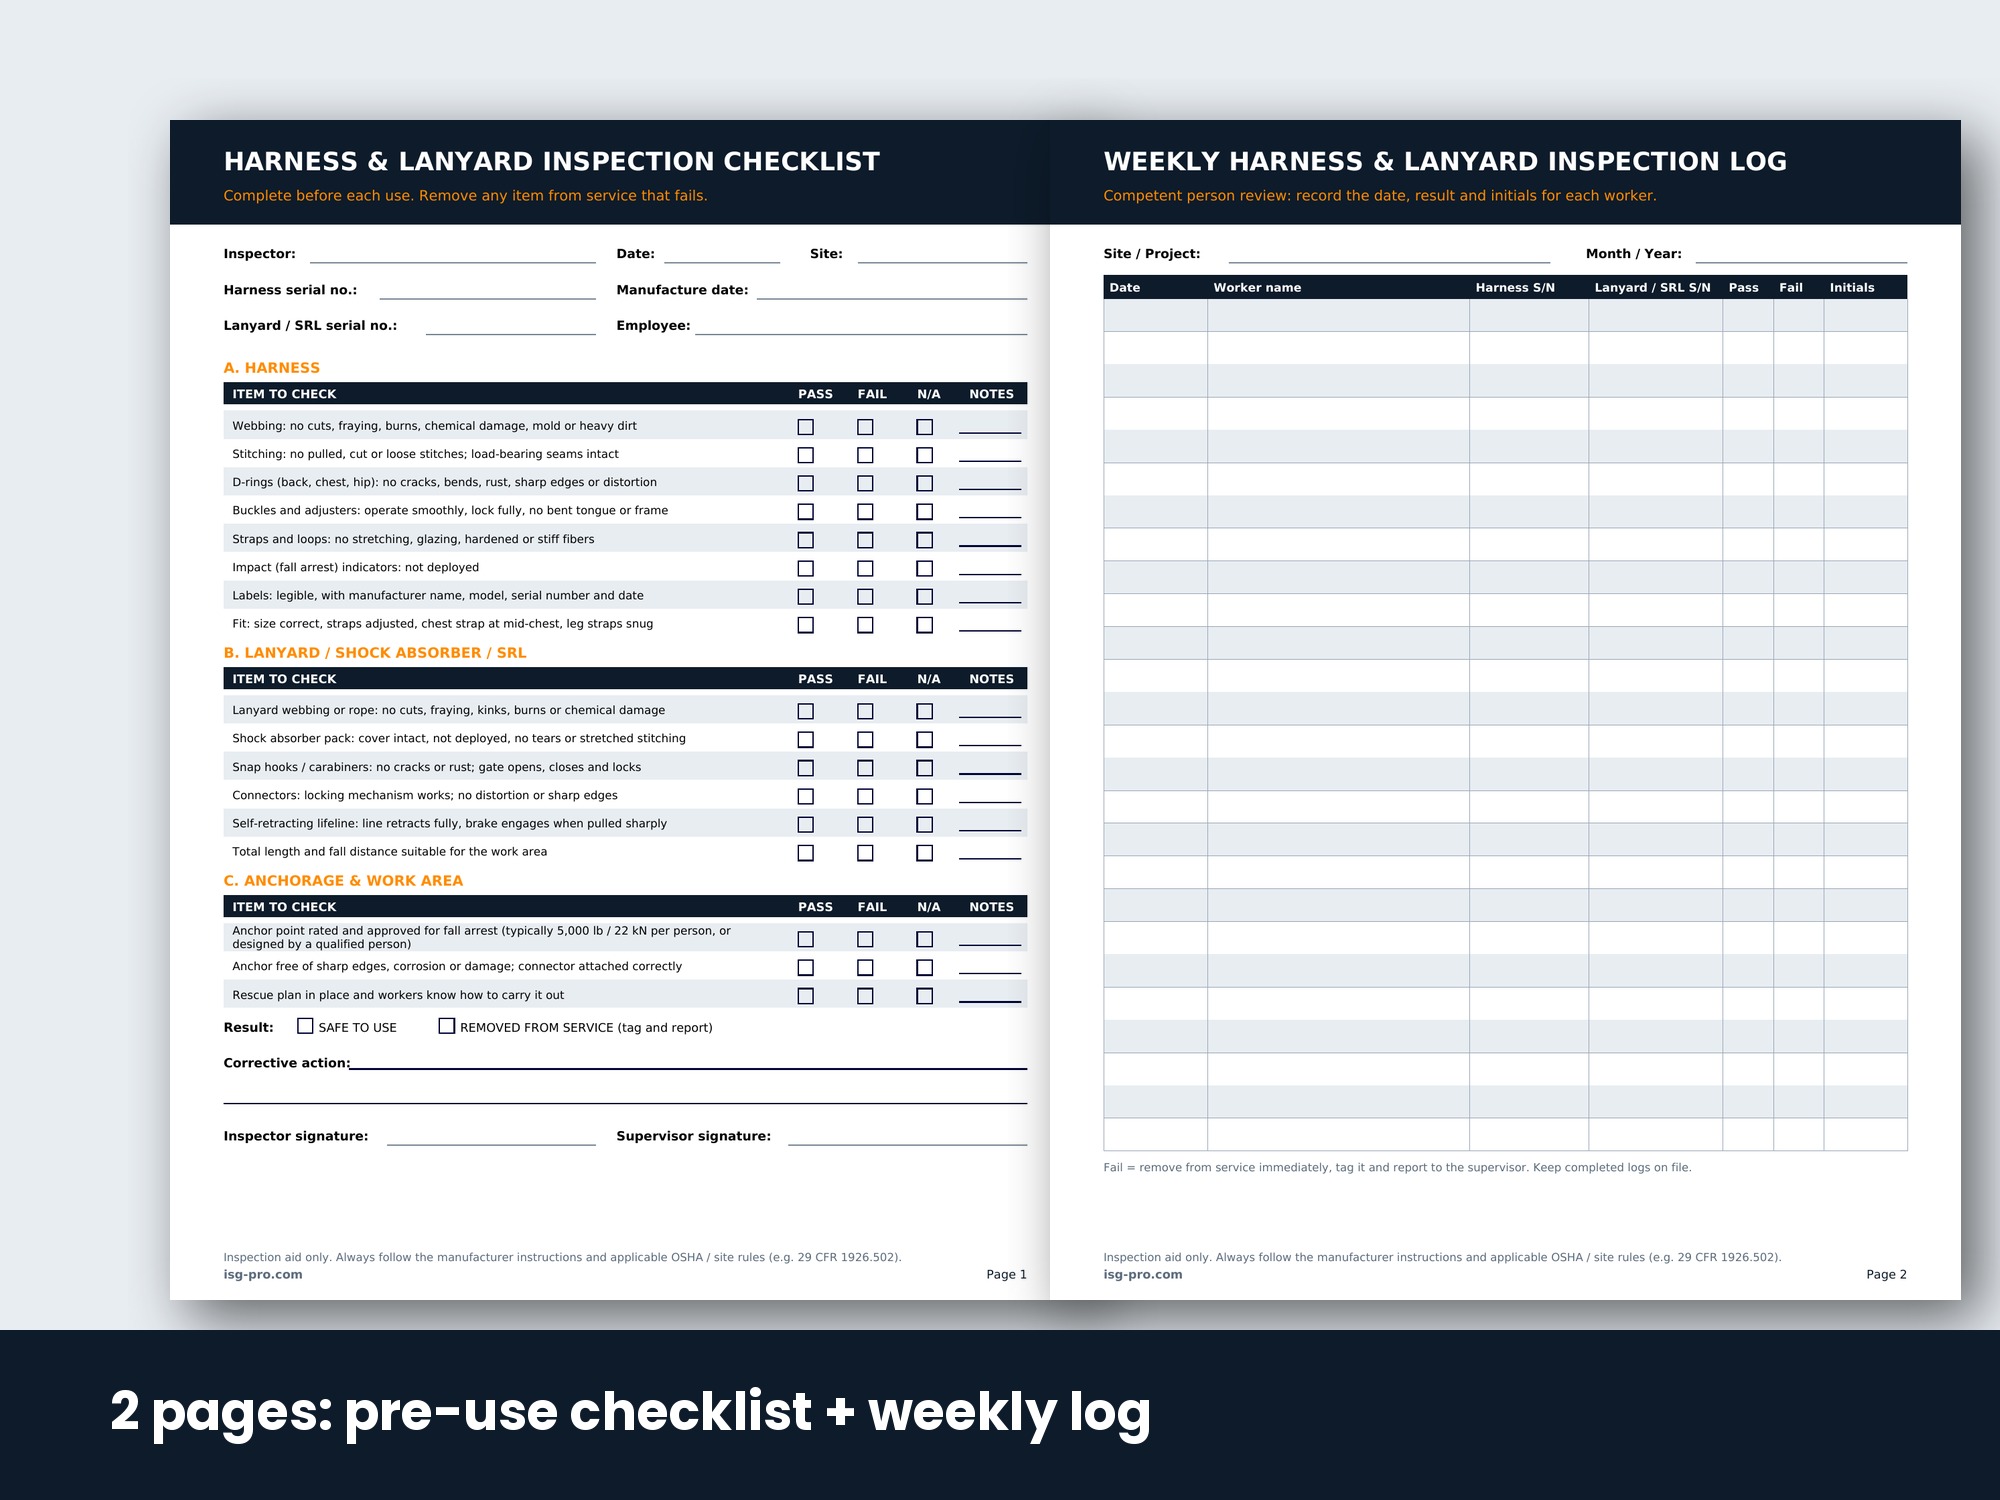 HARNESS & LANYARD INSPECTION CHECKLIST
Complete before each use. Remove any item from service that fails.
Inspector: Date: Site:
Harness serial no.: Manufacture date:
Lanyard / SRL serial no.: Employee:
A. HARNESS
ITEM TO CHECK PASS FAIL N/A NOTES
Webbing: no cuts, fraying, burns, chemical damage, mold or heavy dirt
Stitching: no pulled, cut or loose stitches; load-bearing seams intact
D-rings (back, chest, hip): no cracks, bends, rust, sharp edges or distortion
Buckles and adjusters: operate smoothly, lock fully, no bent tongue or frame
Straps and loops: no stretching, glazing, hardened or stiff fibers
Impact (fall arrest) indicators: not deployed
Labels: legible, with manufacturer name, model, serial number and date
Fit: size correct, straps adjusted, chest strap at mid-chest, leg straps snug
B. LANYARD / SHOCK ABSORBER / SRL
ITEM TO CHECK PASS FAIL N/A NOTES
Lanyard webbing or rope: no cuts, fraying, kinks, burns or chemical damage
Shock absorber pack: cover intact, not deployed, no tears or stretched stitching
Snap hooks / carabiners: no cracks or rust; gate opens, closes and locks
Connectors: locking mechanism works; no distortion or sharp edges
Self-retracting lifeline: line retracts fully, brake engages when pulled sharply
Total length and fall distance suitable for the work area
C. ANCHORAGE & WORK AREA
ITEM TO CHECK PASS FAIL N/A NOTES
Anchor point rated and approved for fall arrest (typically 5,000 lb / 22 kN per person, or
designed by a qualified person)
Anchor free of sharp edges, corrosion or damage; connector attached correctly
Rescue plan in place and workers know how to carry it out
Result: SAFE TO USE REMOVED FROM SERVICE (tag and report)
Corrective action:
Inspector signature: Supervisor signature:
Inspection aid only. Always follow the manufacturer instructions and applicable OSHA / site rules (e.g. 29 CFR 1926.502).
isg-pro.com Page 1
WEEKLY HARNESS & LANYARD INSPECTION LOG
Competent person review: record the date, result and initials for each worker.
Site / Project: Month / Year:
Date Worker name Harness S/N Lanyard / SRL S/N Pass Fail Initials
Fail = remove from service immediately, tag it and report to the supervisor. Keep completed logs on file.
Inspection aid only. Always follow the manufacturer instructions and applicable OSHA / site rules (e.g. 29 CFR 1926.502).
isg-pro.com Page 2
2 pages: pre-use checklist + weekly log